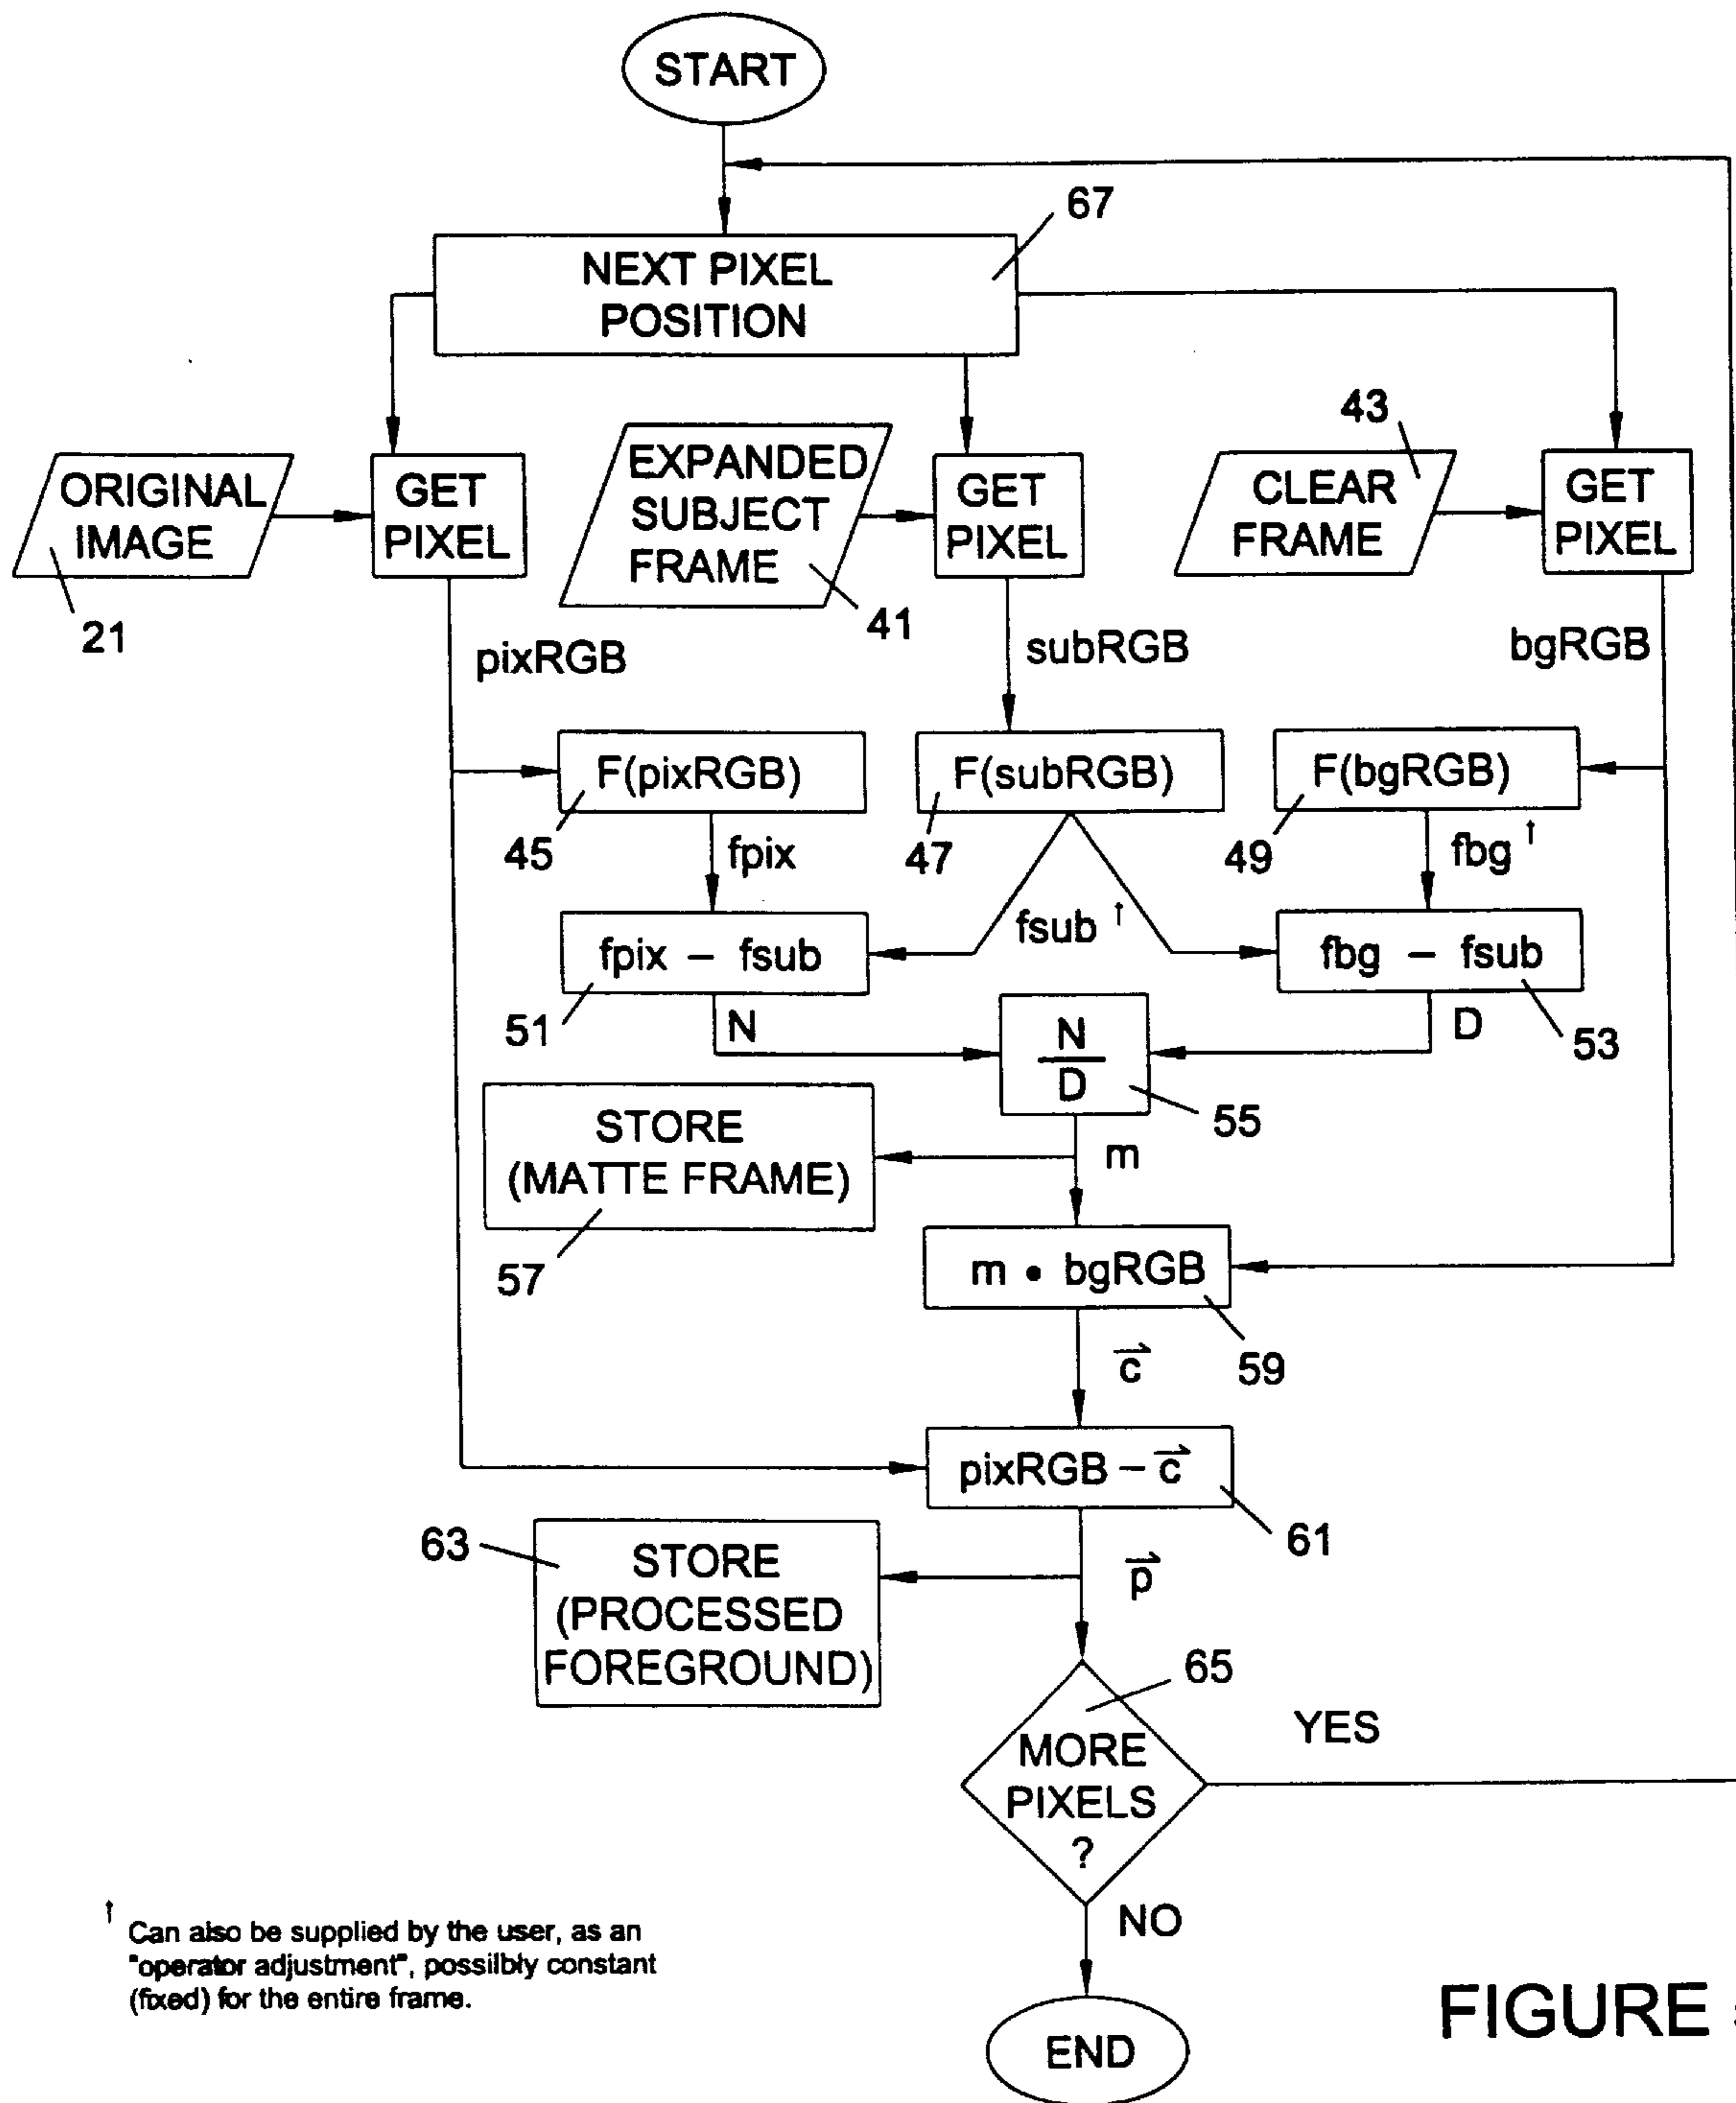 START
67
NEXT PIXEL
POSITION
ORIGINAL
IMAGE
21
GET
PIXEL
EXPANDED
SUBJECT
FRAME
41
GET
PIXEL
43
CLEAR
FRAME
GET
PIXEL
pixRGB
subRGB
bgRGB
F(pixRGB)
45
F(subRGB)
47
F(bgRGB)
49
fpix
fsub †
fbg †
fpix – fsub
51
fbg – fsub
53
N
D
N
D
55
STORE
(MATTE FRAME)
57
m
m • bgRGB
59
c⃗
pixRGB – c⃗
61
63
STORE
(PROCESSED
FOREGROUND)
p⃗
65
MORE
PIXELS
?
YES
NO
END
† Can also be supplied by the user, as an
"operator adjustment", possilbly constant
(fixed) for the entire frame.
FIGURE